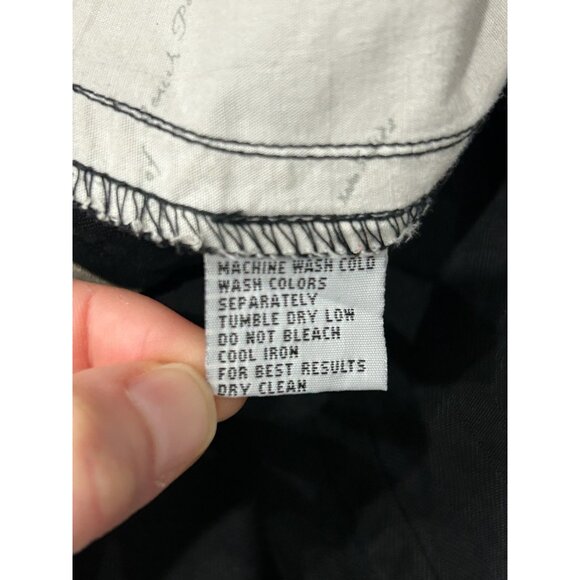 MACHINE WASH COLD
WASH COLORS
SEPARATELY
TUMBLE DRY LOW
DO NOT BLEACH
COOL IRON
FOR BEST RESULTS
DRY CLEAN